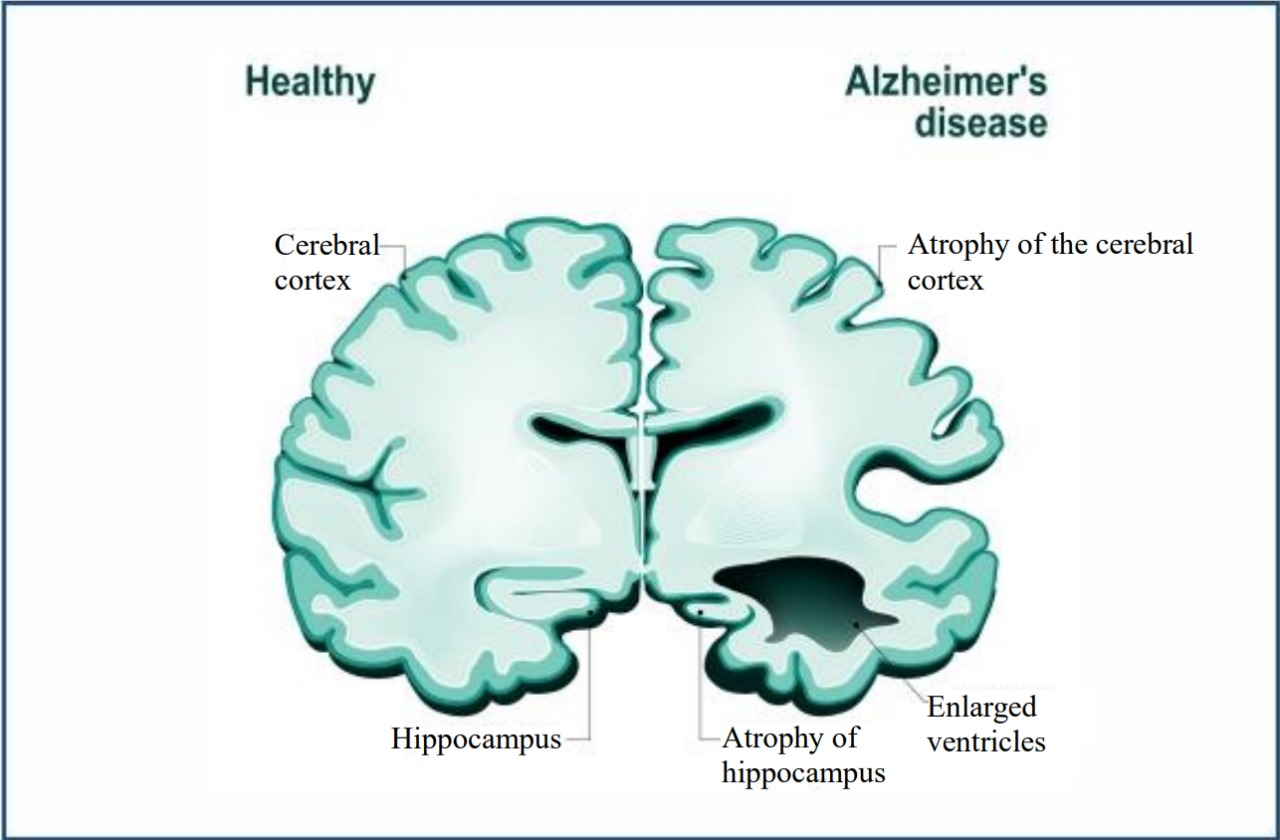 Healthy
Alzheimer's
disease
Cerebral
cortex
Atrophy of the cerebral
cortex
Hippocampus
Atrophy of
hippocampus
Enlarged
ventricles